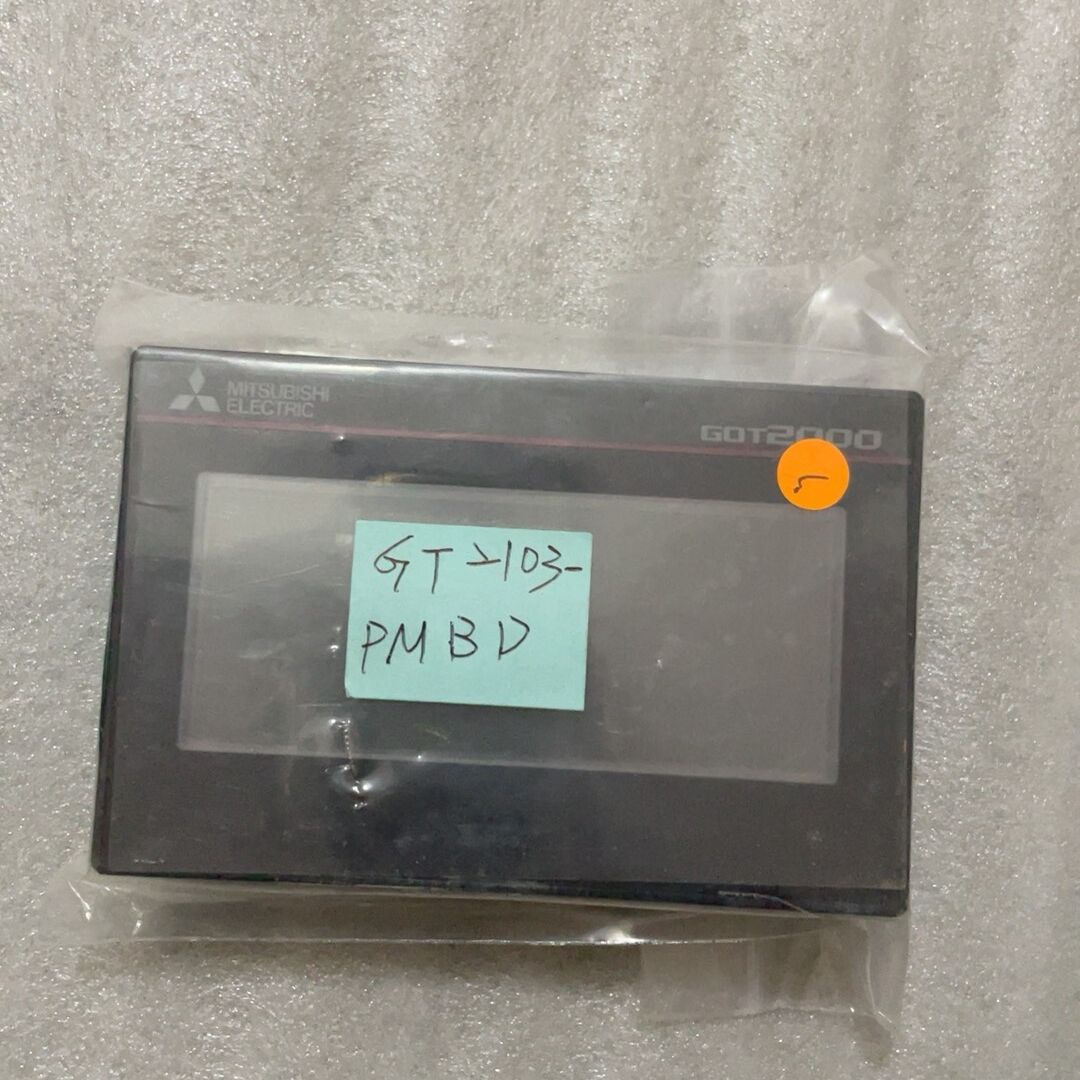 MITSUBISHI
ELECTRIC
GOT2000
GT2103-
PMBD